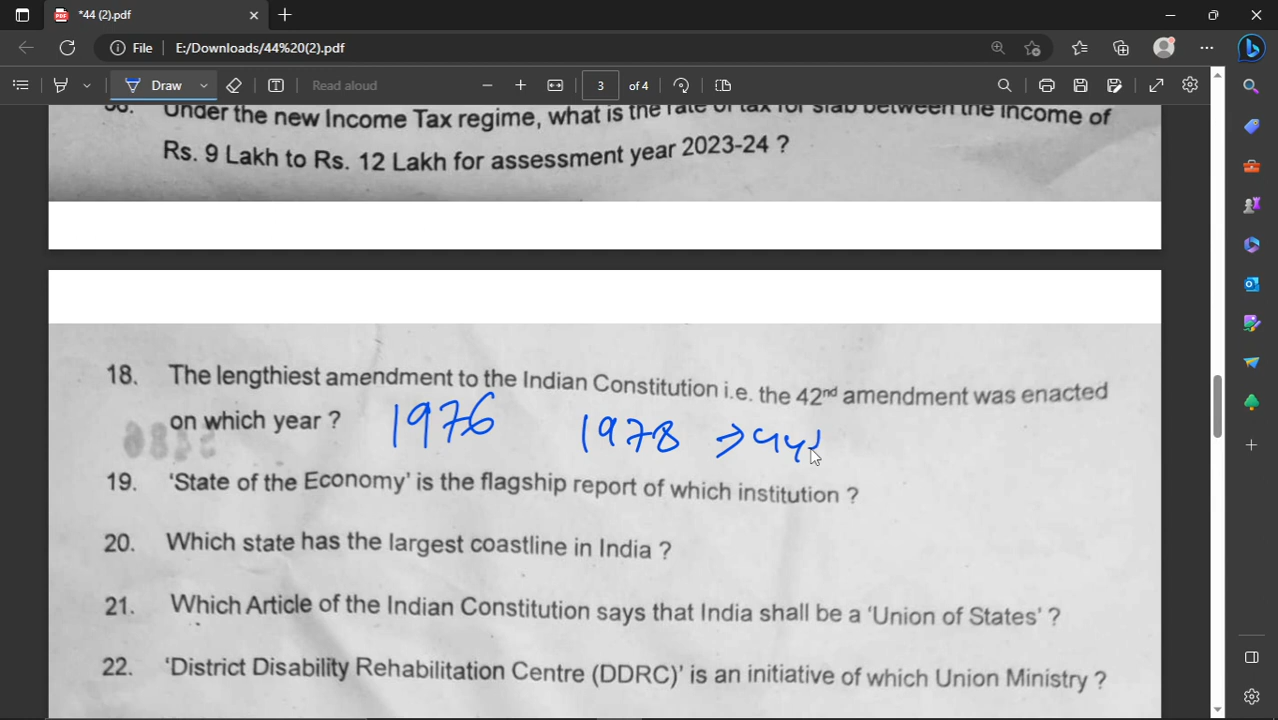 *44 (2).pdf
File E:/Downloads/44%20(2).pdf
Draw Read aloud 3 of 4
Under the new Income Tax regime, what is the rate of tax for slab between the income of
Rs. 9 Lakh to Rs. 12 Lakh for assessment year 2023-24 ?
18. The lengthiest amendment to the Indian Constitution i.e. the 42nd amendment was enacted
on which year ? 1976 1978 ⇒ 44
19. 'State of the Economy' is the flagship report of which institution ?
20. Which state has the largest coastline in India ?
21. Which Article of the Indian Constitution says that India shall be a 'Union of States' ?
22. 'District Disability Rehabilitation Centre (DDRC)' is an initiative of which Union Ministry ?